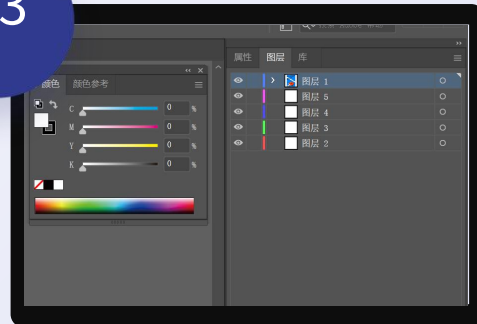 3
属性 图层 库
颜色 颜色参考
图层 1
C 0 %
图层 5
M 0 %
图层 4
Y 0 %
图层 3
K 0 %
图层 2